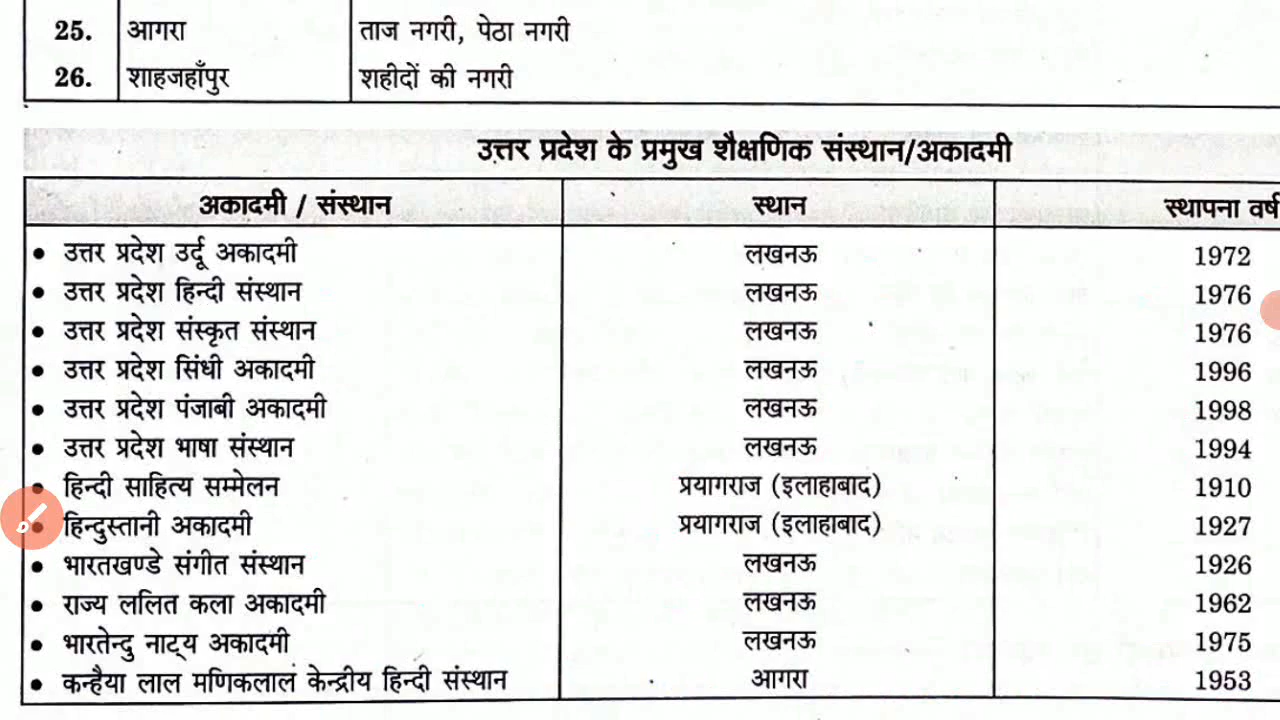 25. आगरा ताज नगरी, पेठा नगरी
26. शाहजहाँपुर शहीदों की नगरी
उत्तर प्रदेश के प्रमुख शैक्षणिक संस्थान/अकादमी
अकादमी / संस्थान स्थान स्थापना वर्ष
• उत्तर प्रदेश उर्दू अकादमी लखनऊ 1972
• उत्तर प्रदेश हिन्दी संस्थान लखनऊ 1976
• उत्तर प्रदेश संस्कृत संस्थान लखनऊ 1976
• उत्तर प्रदेश सिंधी अकादमी लखनऊ 1996
• उत्तर प्रदेश पंजाबी अकादमी लखनऊ 1998
• उत्तर प्रदेश भाषा संस्थान लखनऊ 1994
• हिन्दी साहित्य सम्मेलन प्रयागराज (इलाहाबाद) 1910
• हिन्दुस्तानी अकादमी प्रयागराज (इलाहाबाद) 1927
• भारतखण्डे संगीत संस्थान लखनऊ 1926
• राज्य ललित कला अकादमी लखनऊ 1962
• भारतेन्दु नाट्य अकादमी लखनऊ 1975
• कन्हैया लाल मणिकलाल केन्द्रीय हिन्दी संस्थान आगरा 1953